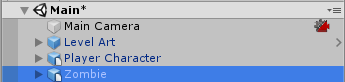 Main*
Main Camera
Level Art
Player Character
Zombie